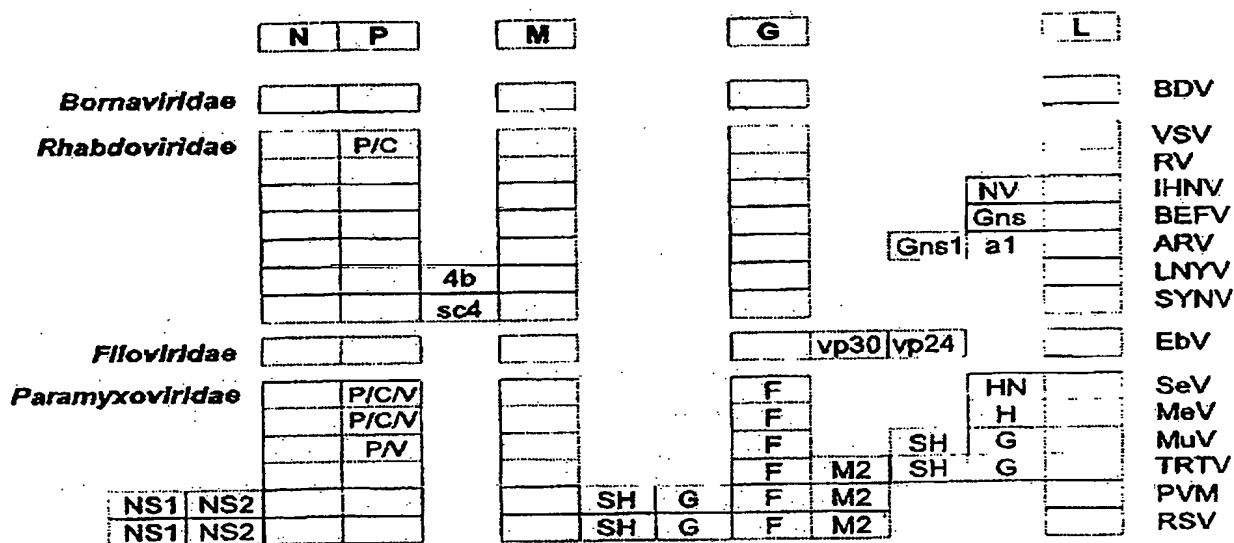 N P M G L
Bornaviridae BDV
Rhabdoviridae P/C VSV
RV
NV IHNV
Gns BEFV
Gns1 a1 ARV
4b LNYV
sc4 SYNV
Filoviridae vp30 vp24 EbV
Paramyxoviridae P/C/V F HN SeV
P/C/V F H MeV
P/V F SH G MuV
F M2 SH G TRTV
NS1 NS2 SH G F M2 PVM
NS1 NS2 SH G F M2 RSV